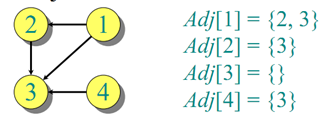 2 1
3 4
Adj[1] = {2, 3}
Adj[2] = {3}
Adj[3] = {}
Adj[4] = {3}